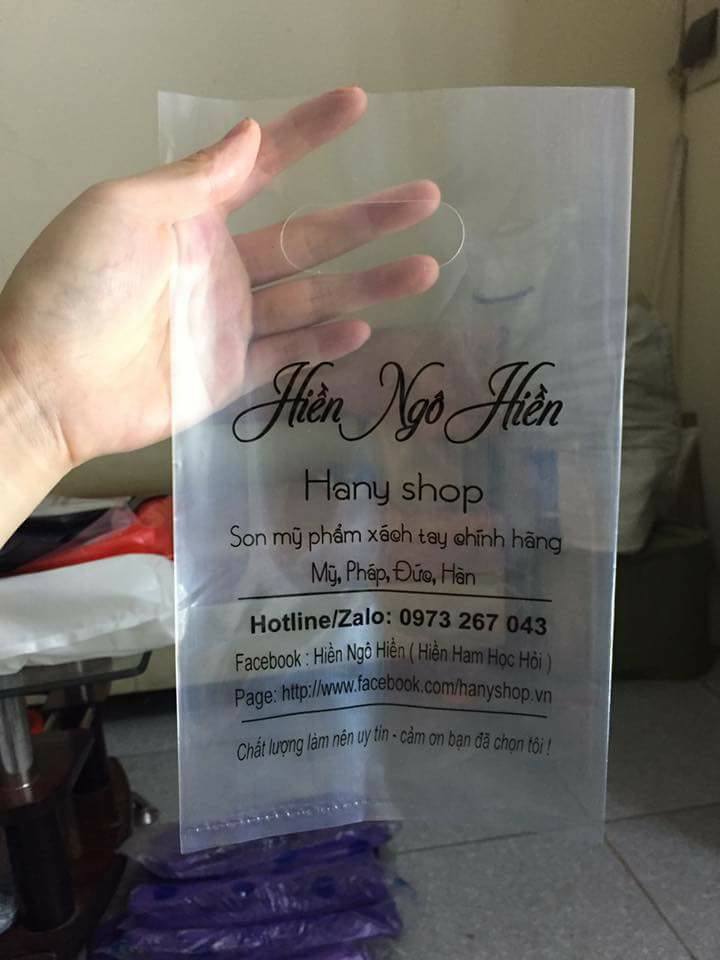 Hiền Ngô Hiền
Hany shop
Son mỹ phẩm xách tay chính hãng
Mỹ, Pháp, Đức, Hàn
Hotline/Zalo: 0973 267 043
Facebook : Hiền Ngô Hiền ( Hiền Ham Học Hỏi )
Page: http://www.facebook.com/hanyshop.vn
Chất lượng làm nên uy tín - cảm ơn bạn đã chọn tôi !